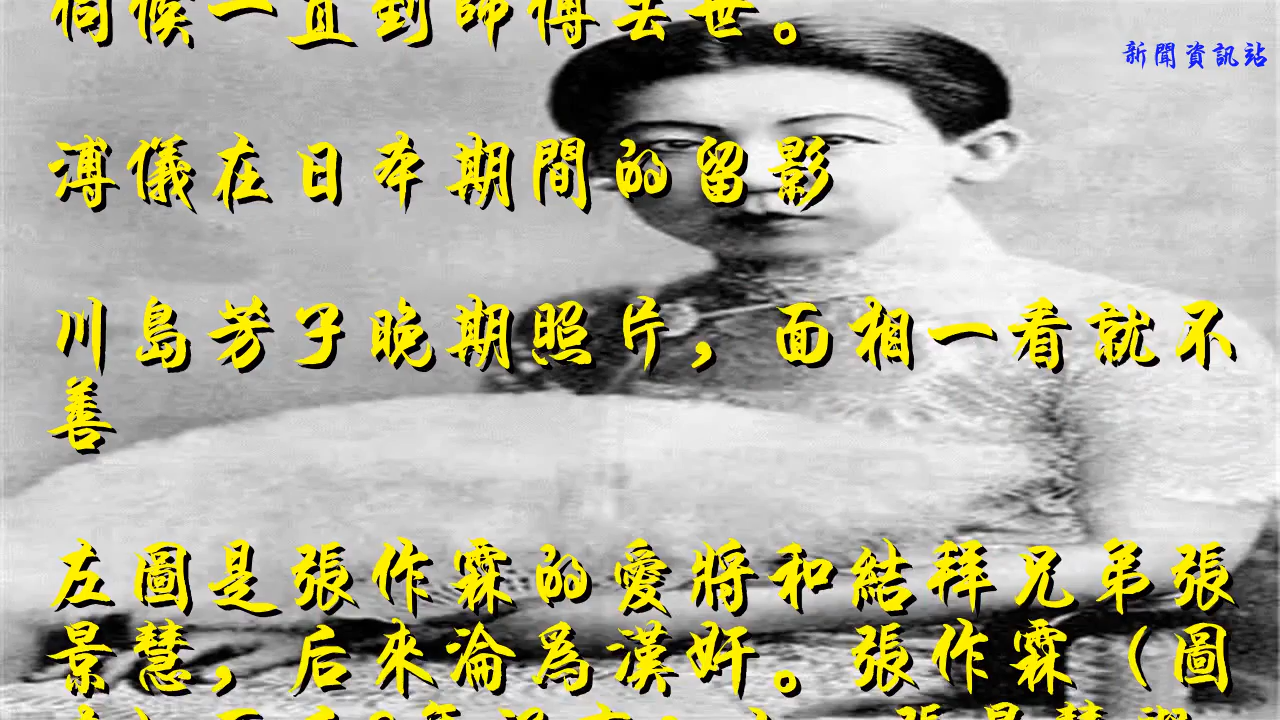 伺候一直到師傅去世。
新聞資訊站
溥儀在日本期間的留影
川島芳子晚期照片，面相一看就不
善
左圖是張作霖的愛將和結拜兄弟張
景慧，后來淪為漢奸。張作霖（圖